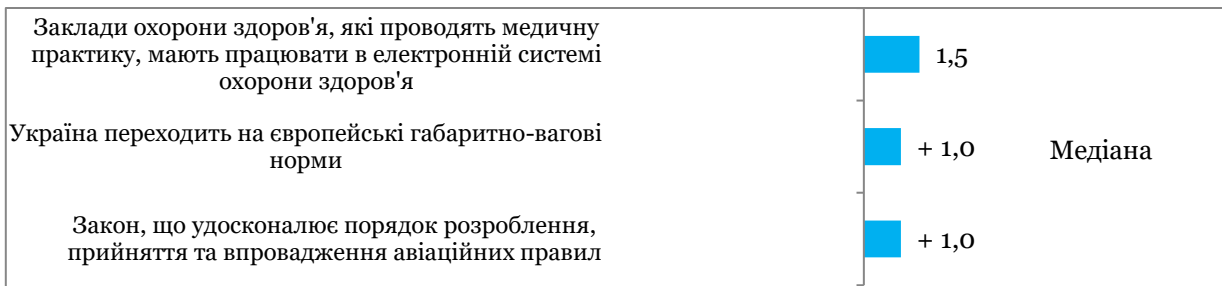 Заклади охорони здоров'я, які проводять медичну
практику, мають працювати в електронній системі
охорони здоров'я
1,5
Україна переходить на європейські габаритно-вагові
норми
+ 1,0
Медіана
Закон, що удосконалює порядок розроблення,
прийняття та впровадження авіаційних правил
+ 1,0